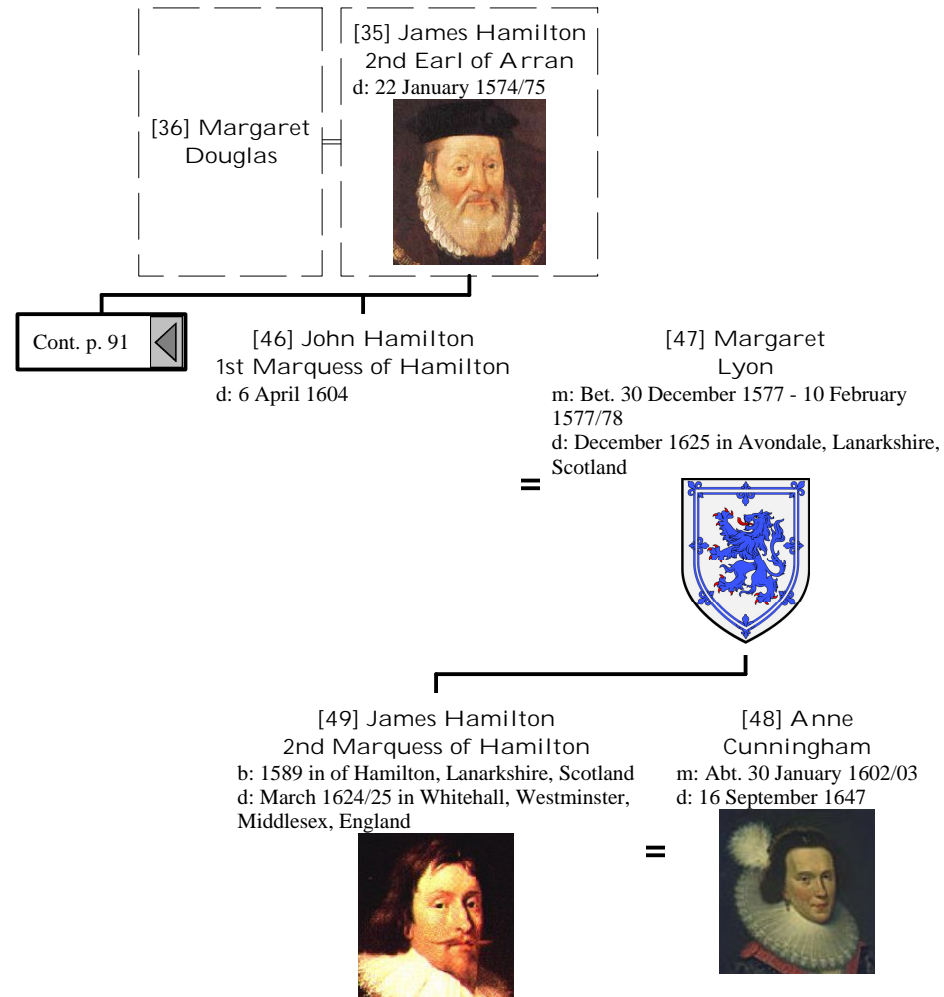 [35] James Hamilton
2nd Earl of Arran
d: 22 January 1574/75
[36] Margaret
Douglas
=
Cont. p. 91
[46] John Hamilton
1st Marquess of Hamilton
d: 6 April 1604
=
[47] Margaret
Lyon
m: Bet. 30 December 1577 - 10 February
1577/78
d: December 1625 in Avondale, Lanarkshire,
Scotland
[49] James Hamilton
2nd Marquess of Hamilton
b: 1589 in of Hamilton, Lanarkshire, Scotland
d: March 1624/25 in Whitehall, Westminster,
Middlesex, England
=
[48] Anne
Cunningham
m: Abt. 30 January 1602/03
d: 16 September 1647